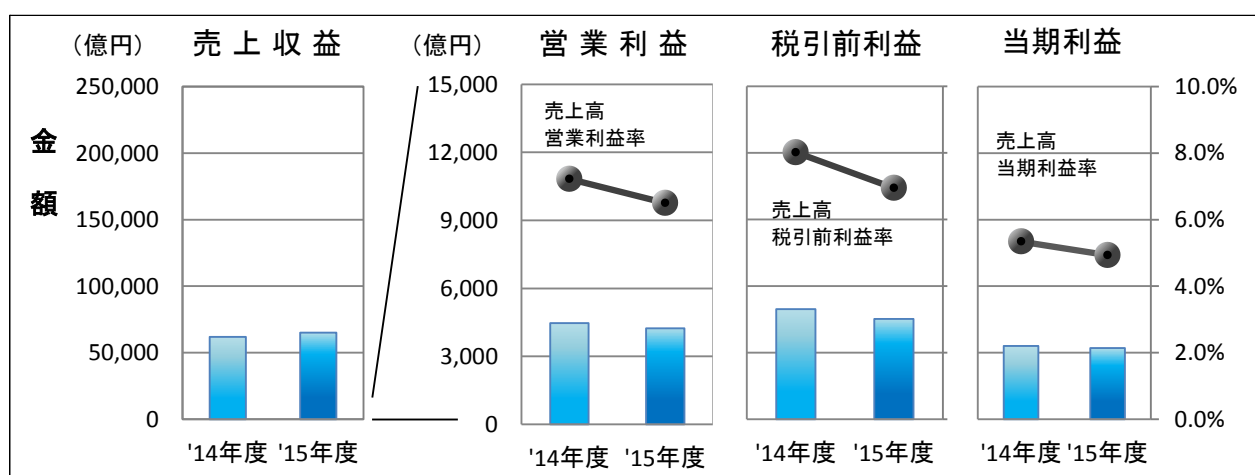 （億円） 売 上 収 益 （億円） 営 業 利 益 税引前利益 当期利益
金
額
250,000
200,000
150,000
100,000
50,000
0
'14年度 '15年度
15,000
12,000
9,000
6,000
3,000
0
売上高
営業利益率
'14年度 '15年度
売上高
税引前利益率
'14年度 '15年度
売上高
当期利益率
'14年度 '15年度
10.0%
8.0%
6.0%
4.0%
2.0%
0.0%